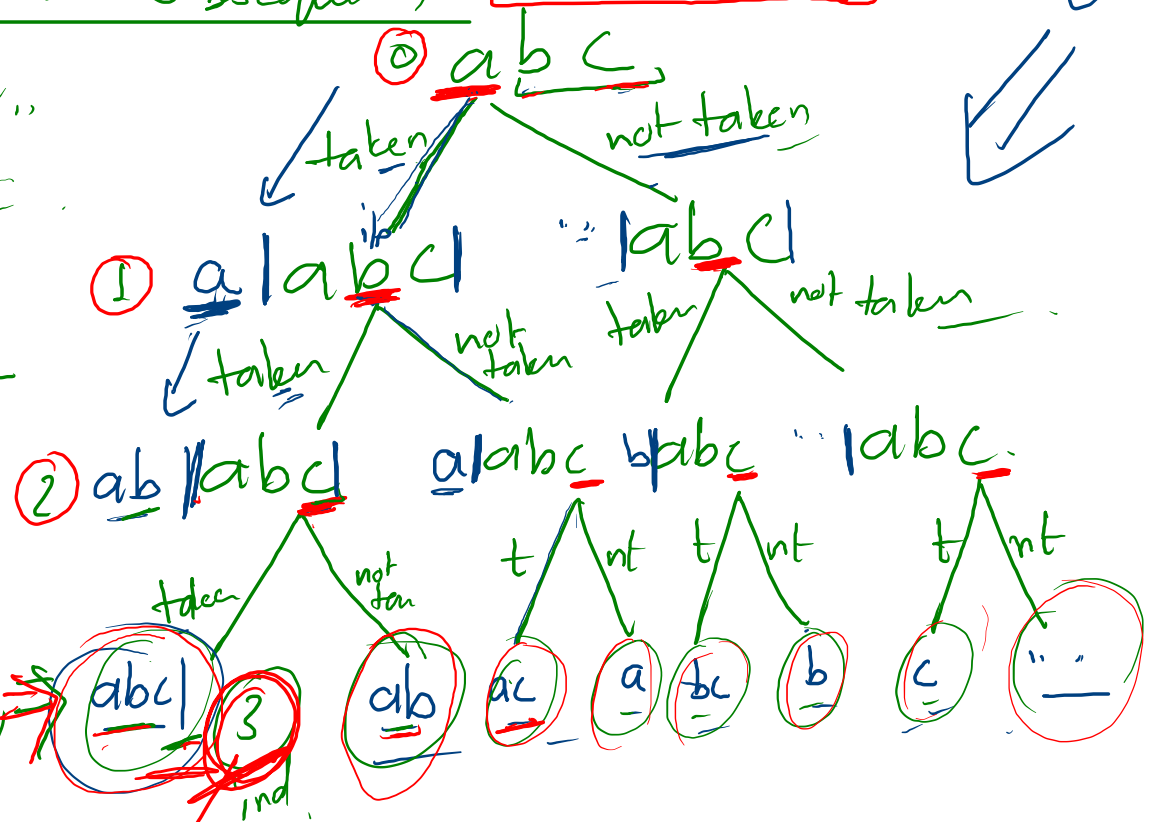 0 abc
taken not taken
i/p
1 a|abc| " "|abc|
taken not taken taken not taken
2 ab||abc| a|abc b|abc " "|abc
taken not t nt t nt t nt
abc| 3 ab ac a bc b c " "
ind